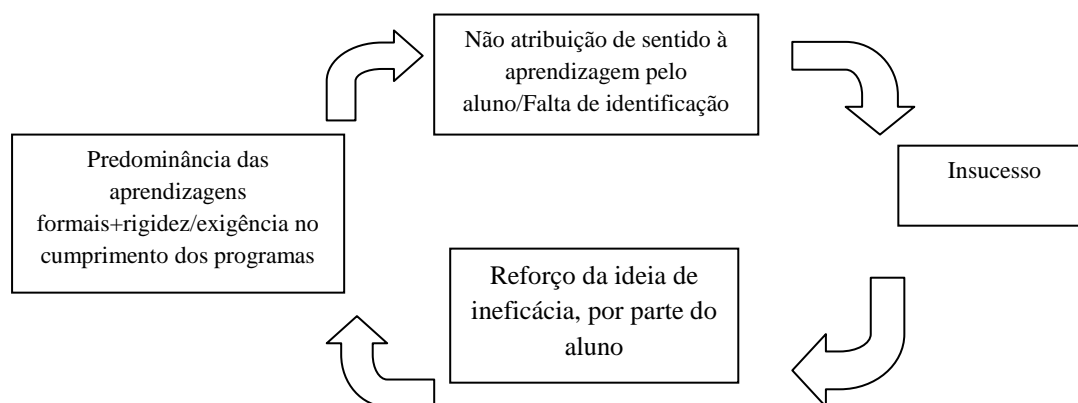 Não atribuição de sentido à
aprendizagem pelo
aluno/Falta de identificação
Predominância das
aprendizagens
formais+rigidez/exigência no
cumprimento dos programas
Insucesso
Reforço da ideia de
ineficácia, por parte do
aluno